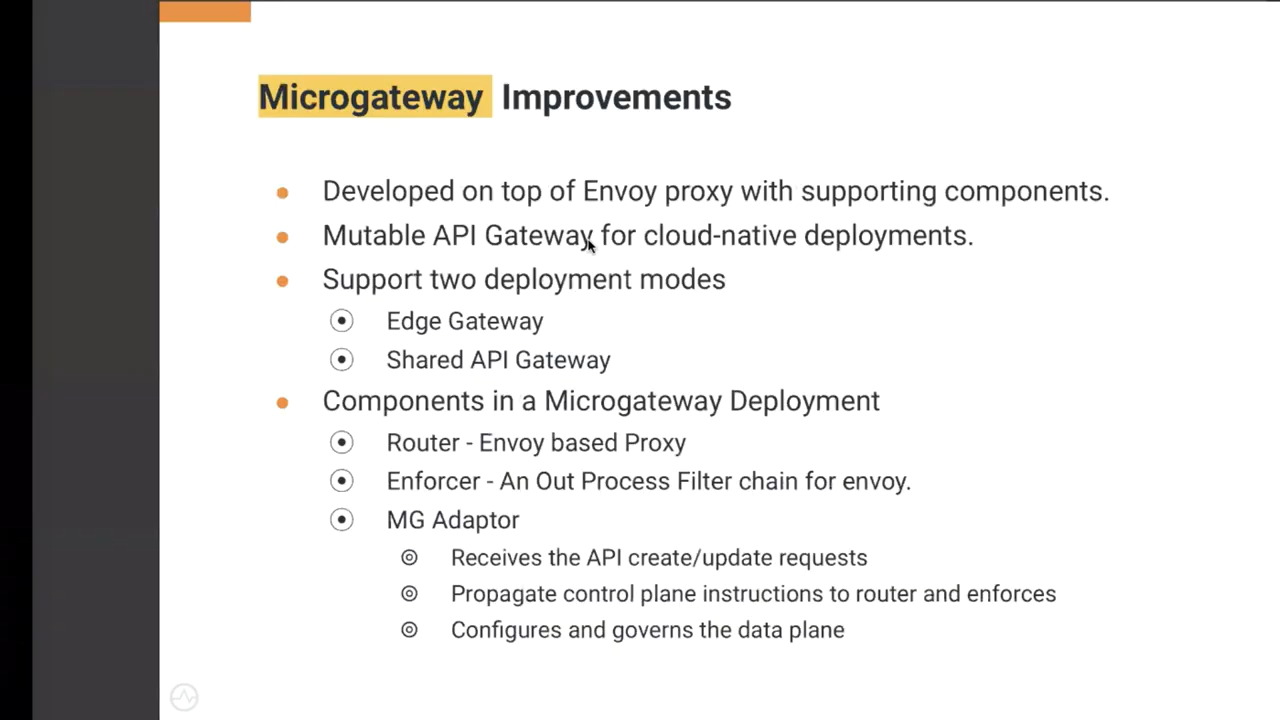 Microgateway Improvements
Developed on top of Envoy proxy with supporting components.
Mutable API Gateway for cloud-native deployments.
Support two deployment modes
Edge Gateway
Shared API Gateway
Components in a Microgateway Deployment
Router - Envoy based Proxy
Enforcer - An Out Process Filter chain for envoy.
MG Adaptor
Receives the API create/update requests
Propagate control plane instructions to router and enforces
Configures and governs the data plane